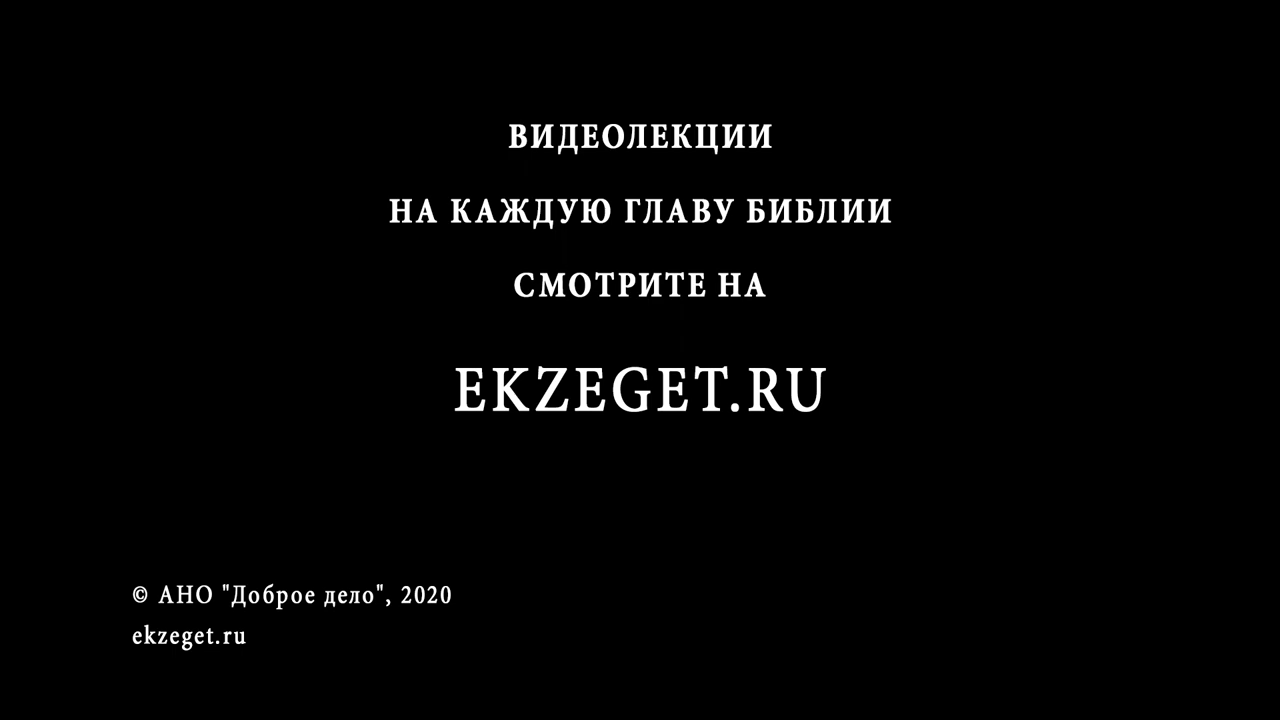 ВИДЕОЛЕКЦИИ
НА КАЖДУЮ ГЛАВУ БИБЛИИ
СМОТРИТЕ НА
EKZEGET.RU
© АНО "Доброе дело", 2020
ekzeget.ru